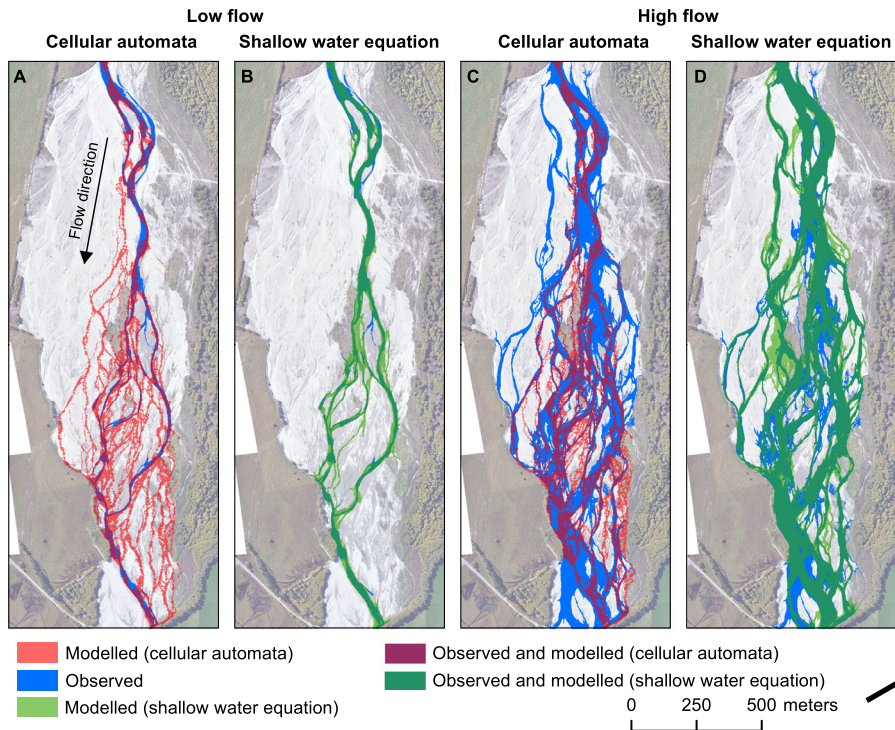 Low flow
High flow
Cellular automata
Shallow water equation
Cellular automata
Shallow water equation
A
B
C
D
Flow direction
Modelled (cellular automata)
Observed
Modelled (shallow water equation)
Observed and modelled (cellular automata)
Observed and modelled (shallow water equation)
0 250 500 meters